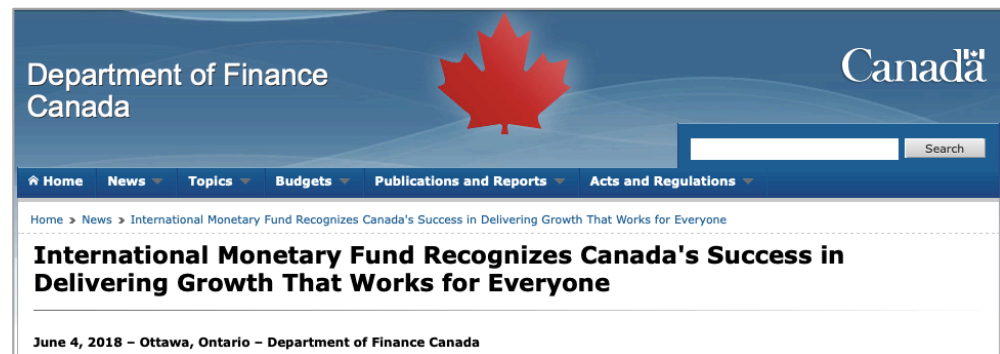 Department of Finance
Canada
Canada
Search
Home News Topics Budgets Publications and Reports Acts and Regulations
Home » News » International Monetary Fund Recognizes Canada's Success in Delivering Growth That Works for Everyone
International Monetary Fund Recognizes Canada's Success in
Delivering Growth That Works for Everyone
June 4, 2018 – Ottawa, Ontario – Department of Finance Canada